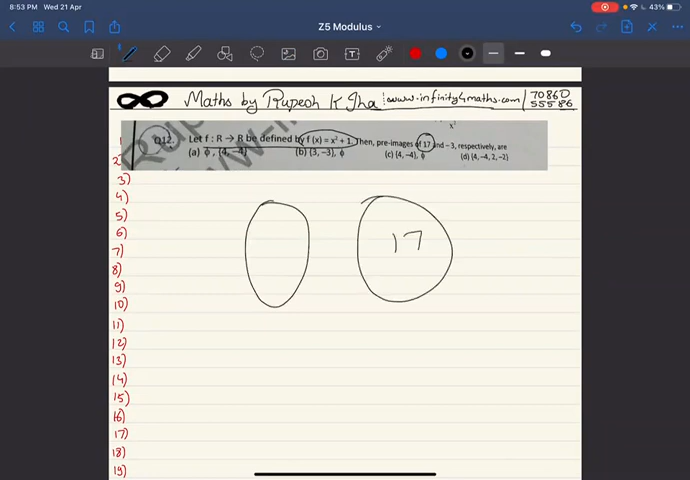 8:53 PM Wed 21 Apr
43%
Z5 Modulus
T
∞ Maths by Rupesh K Jha www.infinity4maths.com 70860 55586
x²
1) Q12. Let f : R → R be defined by f(x) = x² + 1. Then, pre-images of 17 and – 3, respectively, are
2) (a) ϕ , {4, –4} (b) {3, –3}, ϕ (c) {4, –4}, ϕ (d) {4, –4, 2, –2}
3)
4)
5)
6)
17
7)
8)
9)
10)
11)
12)
13)
14)
15)
16)
17)
18)
19)